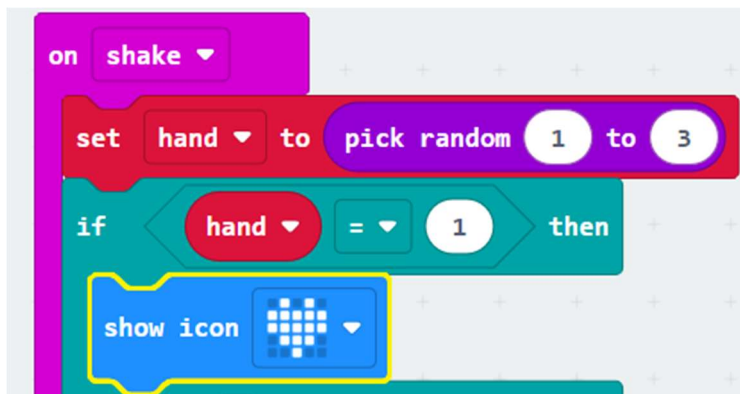 on shake
set hand to pick random 1 to 3
if hand = 1 then
show icon